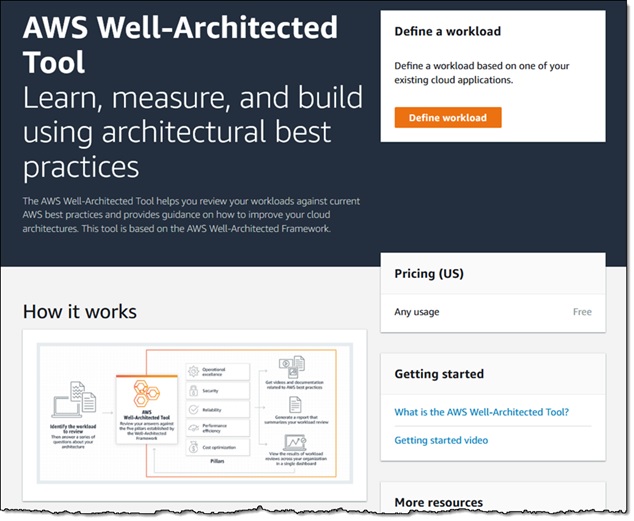 AWS Well-Architected
Tool
Learn, measure, and build
using architectural best
practices
The AWS Well-Architected Tool helps you review your workloads against current
AWS best practices and provides guidance on how to improve your cloud
architectures. This tool is based on the AWS Well-Architected Framework.
Define a workload
Define a workload based on one of your
existing cloud applications.
Define workload
Pricing (US)
Any usage Free
How it works
Identify the workload
to review
Then answer a series of
questions about your
architecture
AWS
Well-Architected Tool
Review your answers against
the five pillars established by
the Well-Architected
Framework
Operational
excellence
Security
Reliability
Performance
efficiency
Cost optimization
Pillars
Get videos and documentation
related to AWS best practices
Generate a report that
summarizes your workload review
View the results of workload
reviews across your organization
in a single dashboard
Getting started
What is the AWS Well-Architected Tool?
Getting started video
More resources